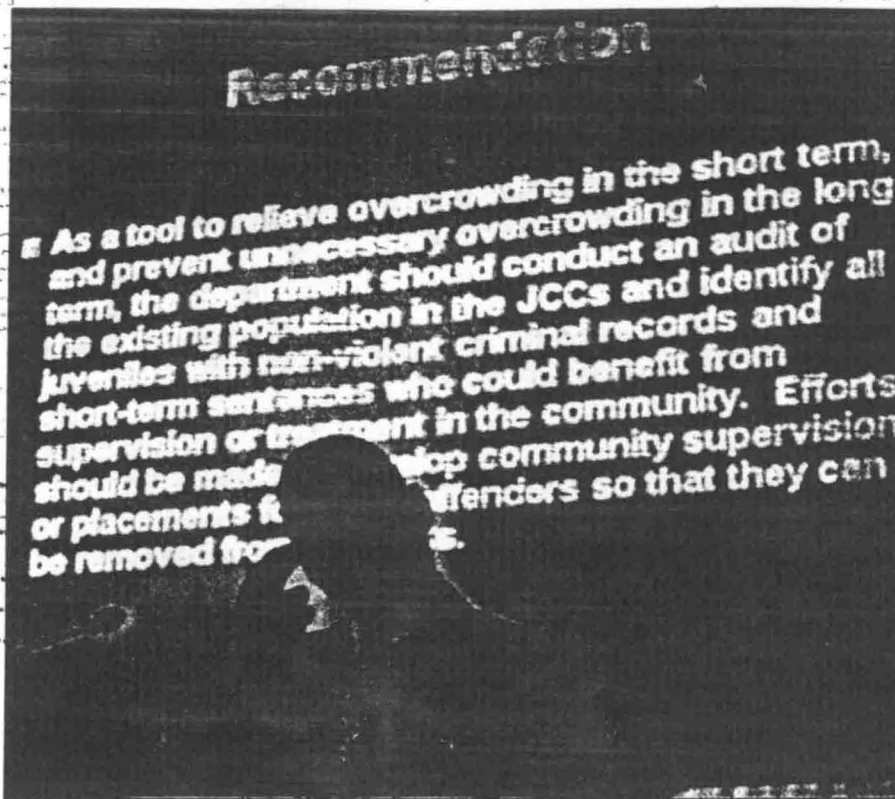 Recommendation
■ As a tool to relieve overcrowding in the short term,
and prevent unnecessary overcrowding in the long
term, the department should conduct an audit of
the existing population in the JCCs and identify all
juveniles with non-violent criminal records and
short-term sentences who could benefit from
supervision or treatment in the community. Efforts
should be made community supervision
or placements offendors so that they can
be removed from